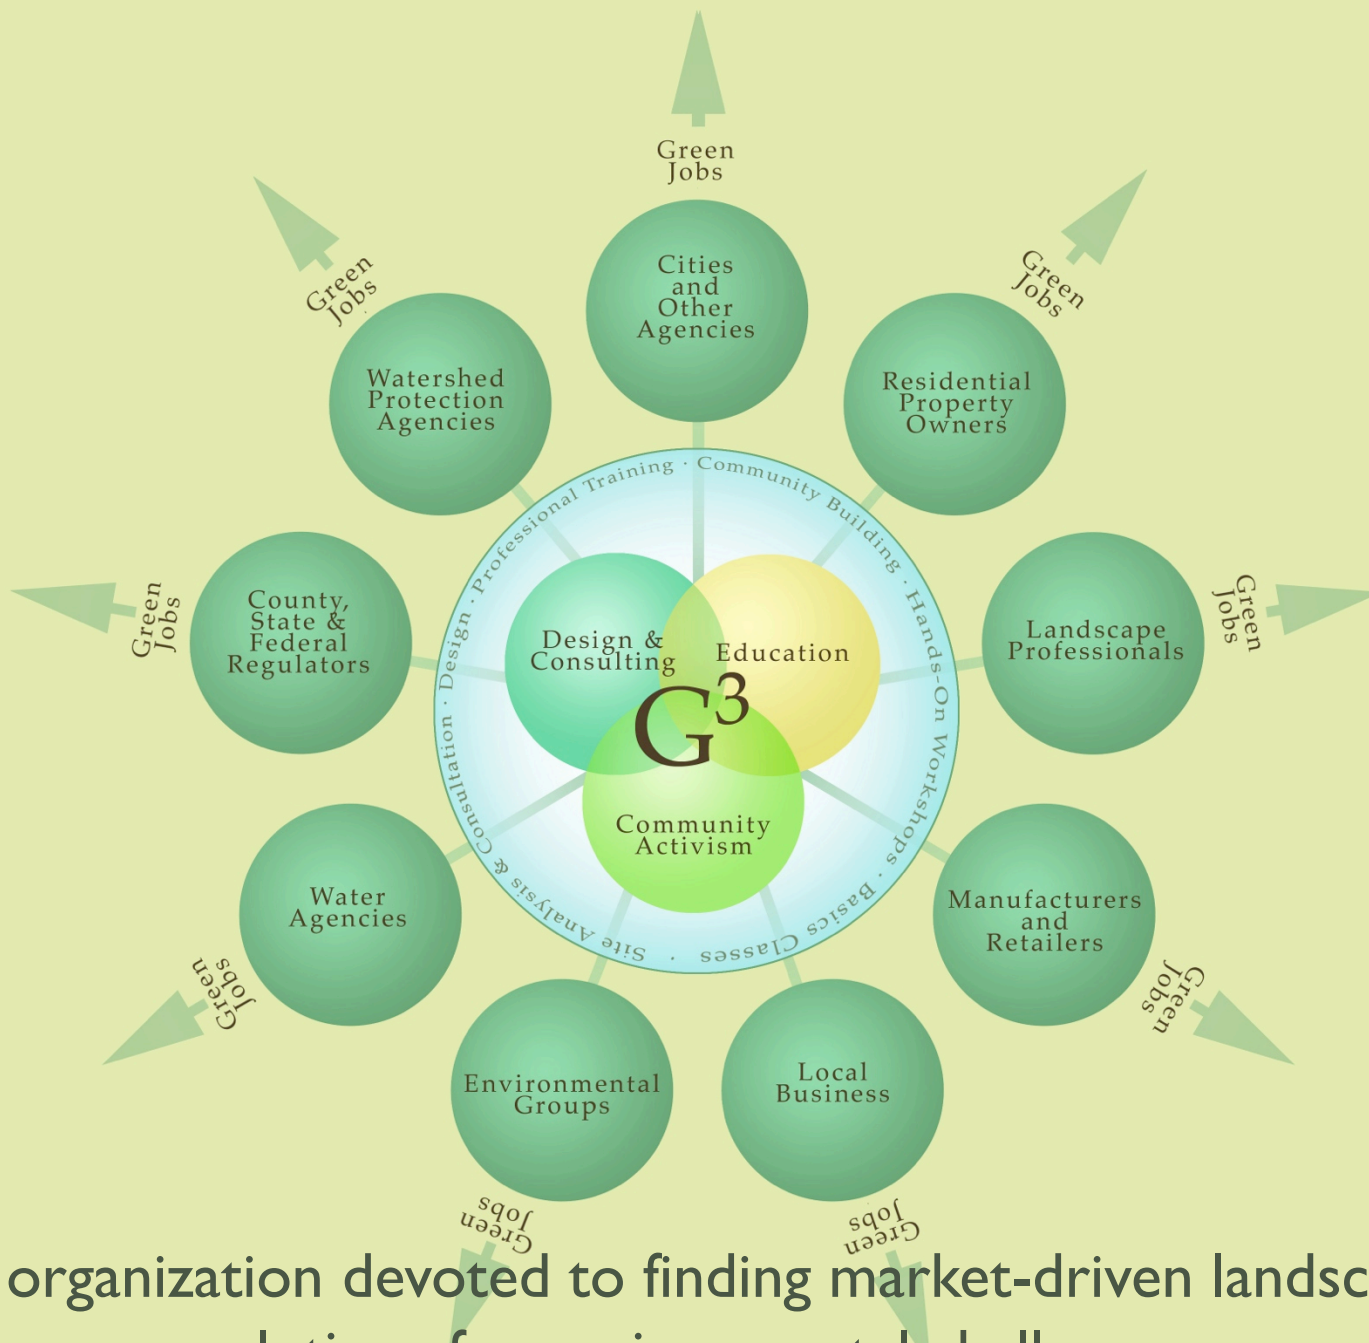 Green
Jobs
Cities
and
Other
Agencies
Green
Jobs
Residential
Property
Owners
Green
Jobs
Landscape
Professionals
Green
Jobs
Manufacturers
and
Retailers
Green
Jobs
Local
Business
Green
Jobs
Environmental
Groups
Green
Jobs
Water
Agencies
Green
Jobs
County,
State &
Federal
Regulators
Green
Jobs
Watershed
Protection
Agencies
Green
Jobs
Site Analysis & Consultation · Design · Professional Training · Community Building · Hands-On Workshops · Basics Classes ·
Design &
Consulting
Education
G³
Community
Activism
organization devoted to finding market-driven